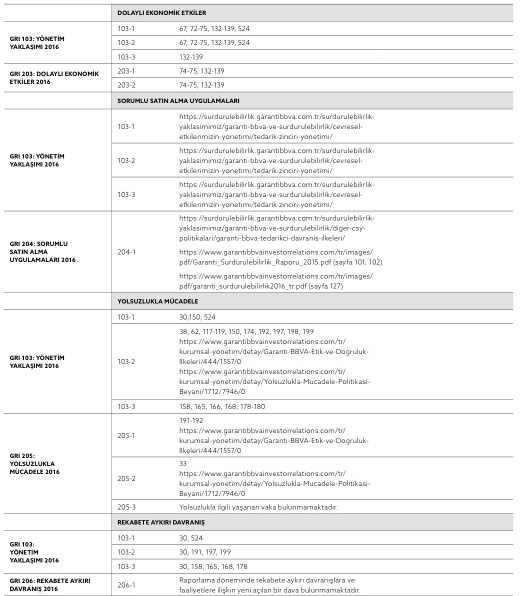 DOLAYLI EKONOMİK ETKİLER
GRI 103: YÖNETİM
YAKLAŞIMI 2016
103-1 67, 72-75, 132-139, 524
103-2 67, 72-75, 132-139, 524
103-3 132-139
GRI 203: DOLAYLI EKONOMİK
ETKİLER 2016
203-1 74-75, 132-139
203-2 74-75, 132-139
SORUMLU SATIN ALMA UYGULAMALARI
GRI 103: YÖNETİM
YAKLAŞIMI 2016
103-1 https://surdurulebilirlik.garantibbva.com.tr/surdurulebilirlik-
yaklasimimiz/garanti-bbva-ve-surdurulebilirlik/cevresel-
etkilerimizin-yonetimi/tedarik-zinciri-yonetimi/
103-2 https://surdurulebilirlik.garantibbva.com.tr/surdurulebilirlik-
yaklasimimiz/garanti-bbva-ve-surdurulebilirlik/cevresel-
etkilerimizin-yonetimi/tedarik-zinciri-yonetimi/
103-3 https://surdurulebilirlik.garantibbva.com.tr/surdurulebilirlik-
yaklasimimiz/garanti-bbva-ve-surdurulebilirlik/cevresel-
etkilerimizin-yonetimi/tedarik-zinciri-yonetimi/
GRI 204: SORUMLU
SATIN ALMA
UYGULAMALARI 2016
204-1 https://surdurulebilirlik.garantibbva.com.tr/surdurulebilirlik-
yaklasimimiz/garanti-bbva-ve-surdurulebilirlik/diger-csy-
politikalari/garanti-bbva-tedarikci-davranis-ilkeleri/
https://www.garantibbvainvestorrelations.com/tr/images/
pdf/Garanti_Surdurulebilirlik_Raporu_2015.pdf (sayfa 101, 102)
https://www.garantibbvainvestorrelations.com/tr/images/
pdf/garanti_surdurulebilirlik2016_tr.pdf (sayfa 127)
YOLSUZLUKLA MÜCADELE
GRI 103: YÖNETİM
YAKLAŞIMI 2016
103-1 30,150, 524
103-2 38, 62, 117-119, 150, 174, 192, 197, 198, 199
https://www.garantibbvainvestorrelations.com/tr/
kurumsal-yonetim/detay/Garanti-BBVA-Etik-ve-Dogruluk-
Ilkeleri/444/1557/0
https://www.garantibbvainvestorrelations.com/tr/
kurumsal-yonetim/detay/Yolsuzlukla-Mucadele-Politikasi-
Beyani/1712/7946/0
103-3 158, 165, 166, 168, 178-180
GRI 205:
YOLSUZLUKLA
MÜCADELE 2016
205-1 191-192
https://www.garantibbvainvestorrelations.com/tr/
kurumsal-yonetim/detay/Garanti-BBVA-Etik-ve-Dogruluk-
Ilkeleri/444/1557/0
205-2 33
https://www.garantibbvainvestorrelations.com/tr/
kurumsal-yonetim/detay/Yolsuzlukla-Mucadele-Politikasi-
Beyani/1712/7946/0
205-3 Yolsuzlukla ilgili yaşanan vaka bulunmamaktadır.
REKABETE AYKIRI DAVRANIŞ
GRI 103:
YÖNETİM
YAKLAŞIMI 2016
103-1 30, 524
103-2 30, 191, 197, 199
103-3 30, 158, 165, 168, 178
GRI 206: REKABETE AYKIRI
DAVRANIŞ 2016
206-1 Raporlama döneminde rekabete aykırı davranışlara ve
faaliyetlere ilişkin yeni açılan bir dava bulunmamaktadır.